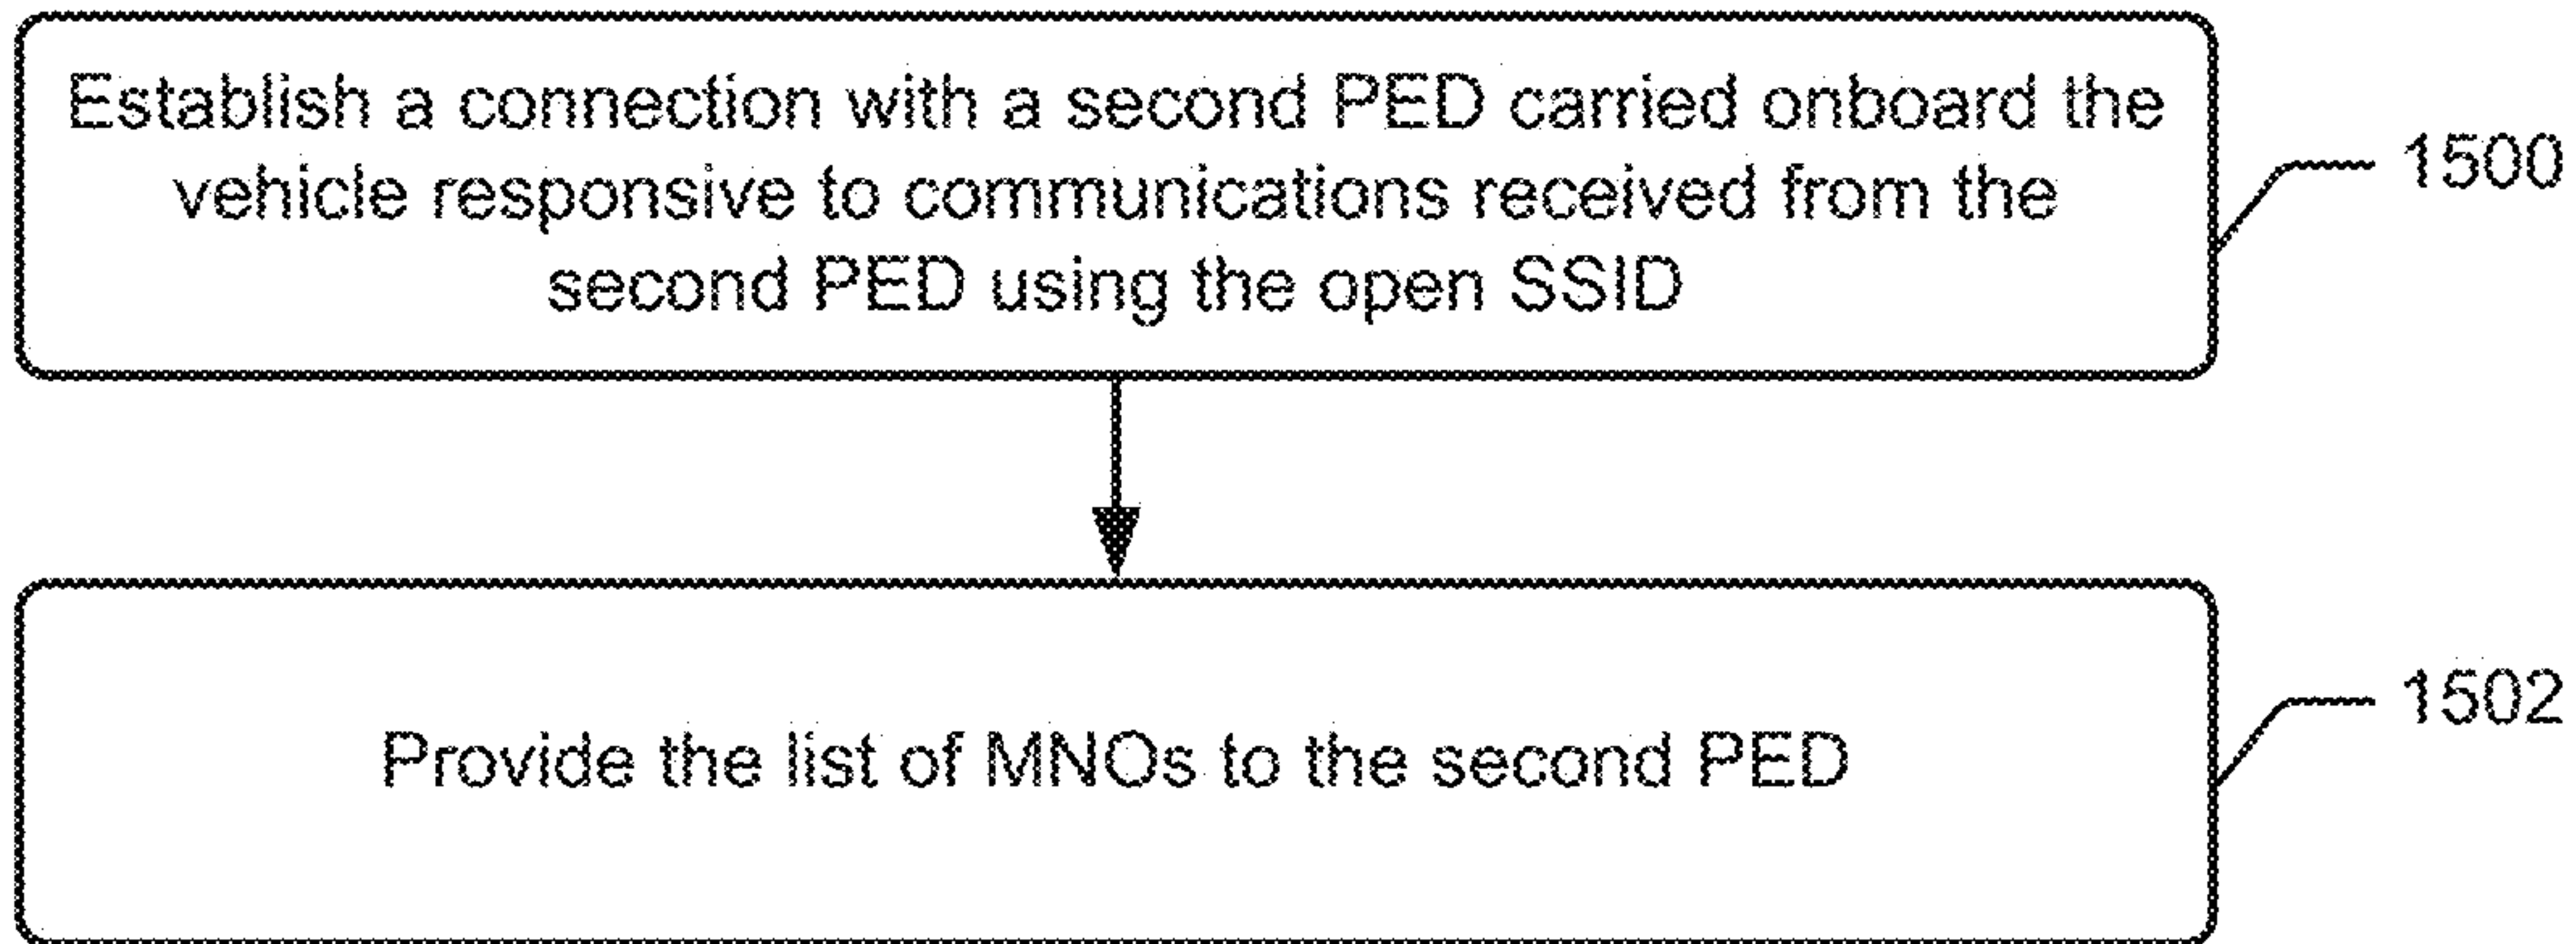 Establish a connection with a second PED carried onboard the
vehicle responsive to communications received from the
second PED using the open SSID
1500
Provide the list of MNOs to the second PED
1502